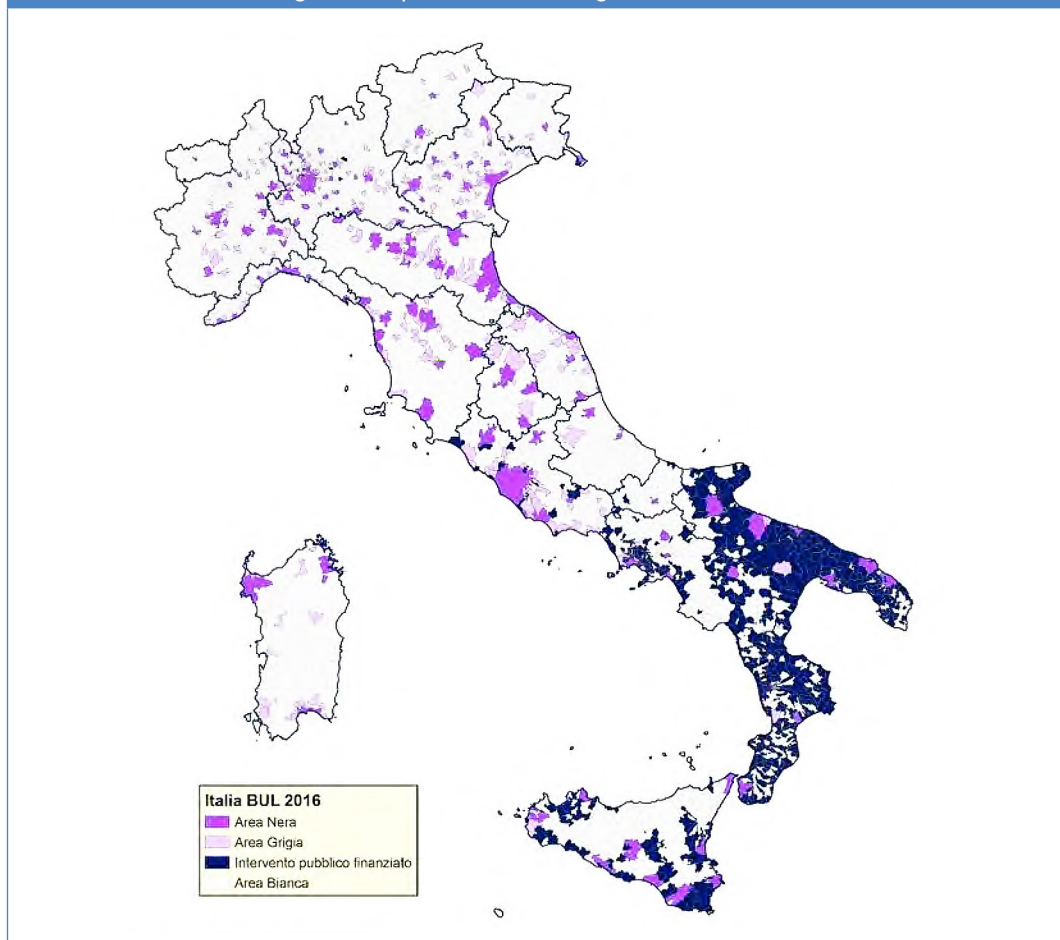 Italia BUL 2016
Area Nera
Area Grigia
Intervento pubblico finanziato
Area Bianca